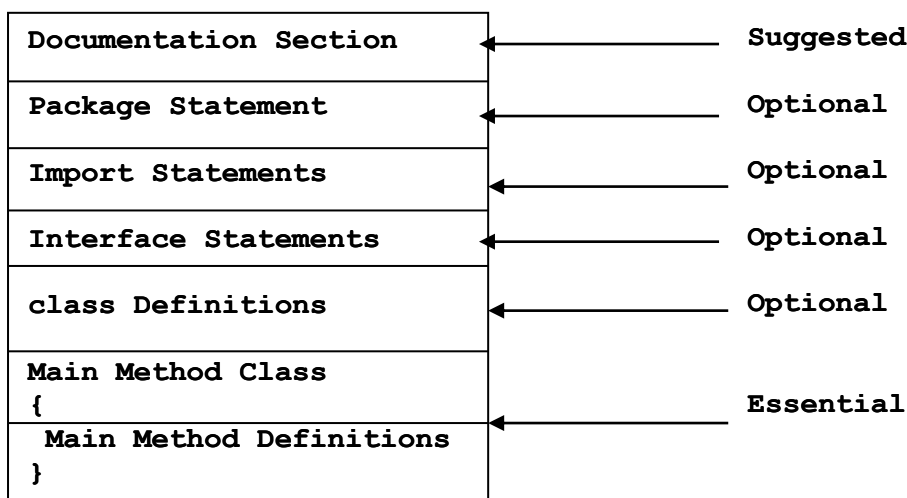 Documentation Section Suggested
Package Statement Optional
Import Statements Optional
Interface Statements Optional
class Definitions Optional
Main Method Class
{ Essential
Main Method Definitions
}